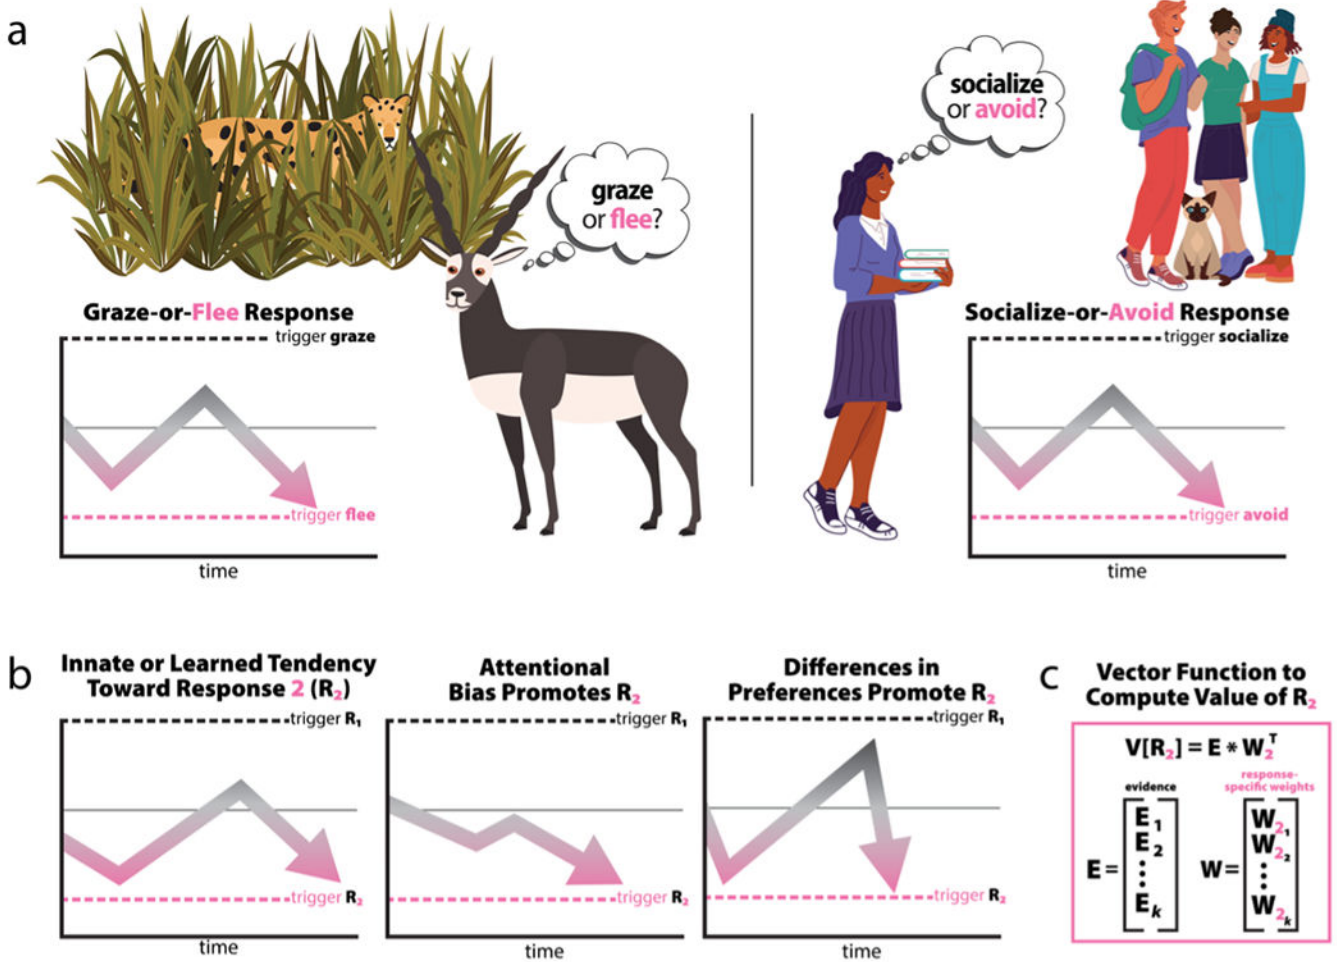 a
graze
or flee?
socialize
or avoid?
Graze-or-Flee Response
trigger graze
trigger flee
time
Socialize-or-Avoid Response
trigger socialize
trigger avoid
time
b
Innate or Learned Tendency
Toward Response 2 (R₂)
trigger R₁
trigger R₂
time
Attentional
Bias Promotes R₂
trigger R₁
trigger R₂
time
Differences in
Preferences Promote R₂
trigger R₁
trigger R₂
time
c
Vector Function to
Compute Value of R₂
V[R₂] = E * W₂ᵀ
evidence
response-
specific weights
E =
E₁
E₂
⋮
Eₖ
W =
W₂₁
W₂₂
⋮
W₂ₖ